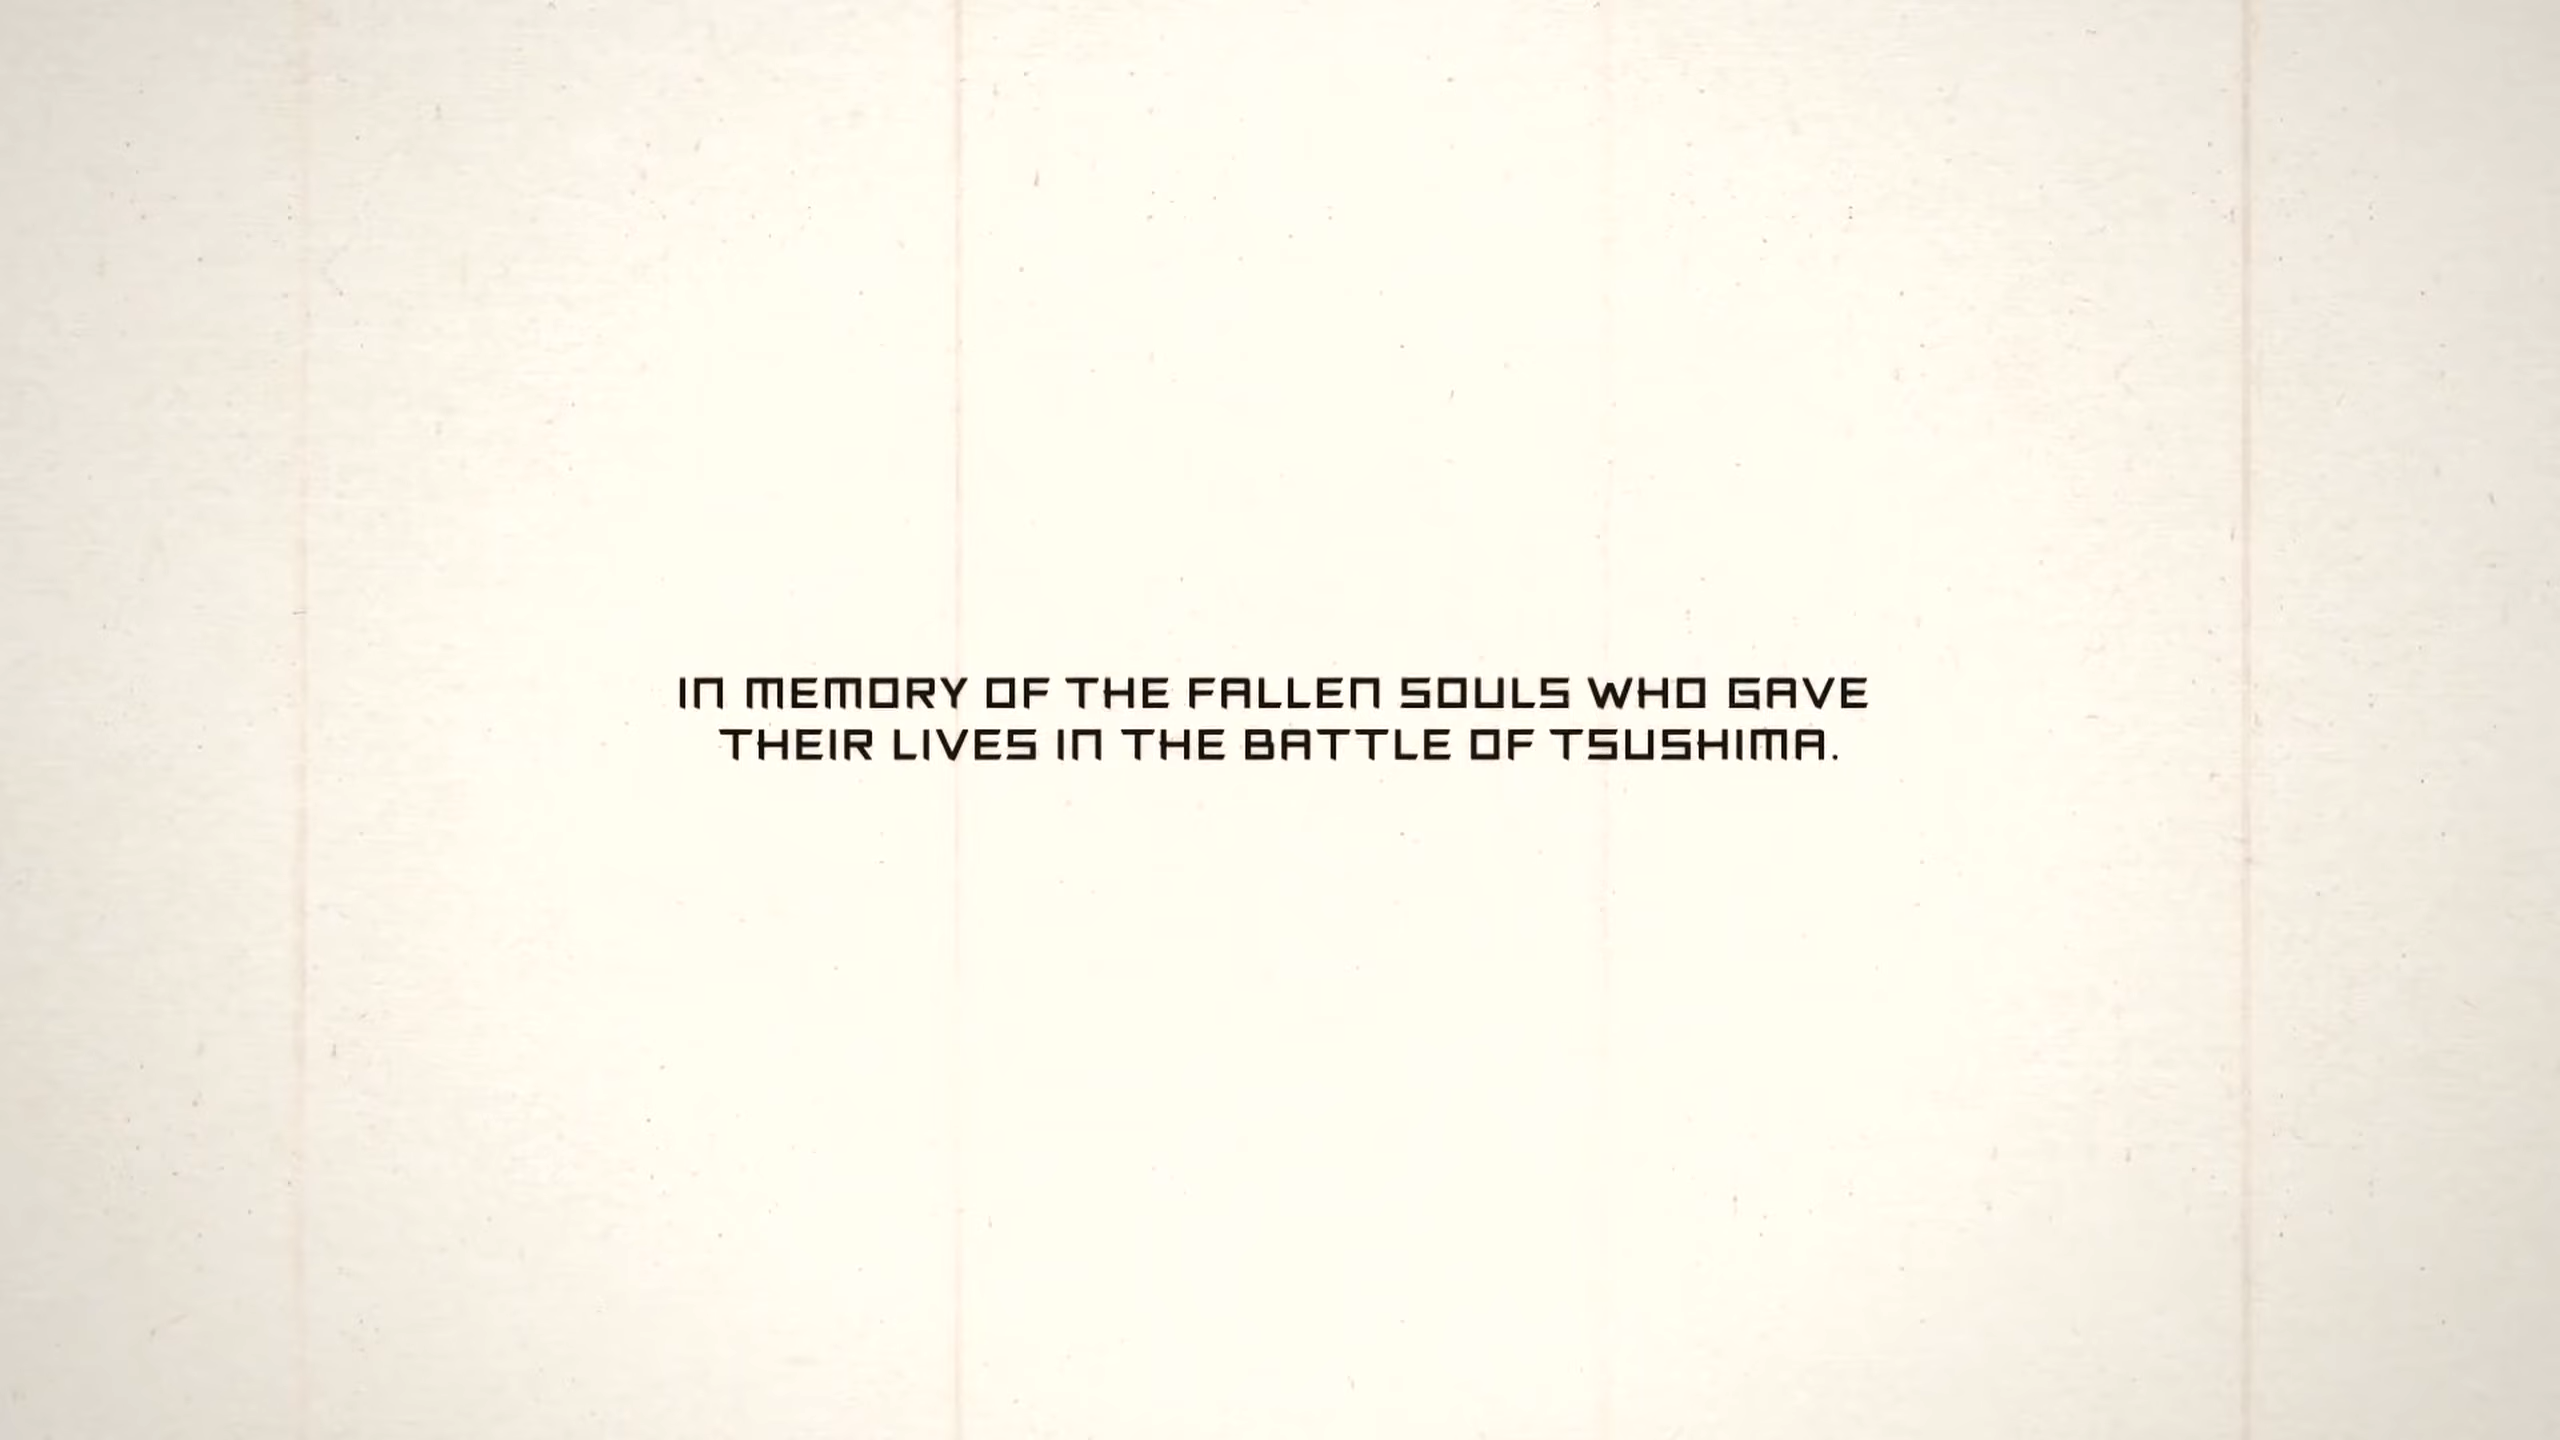 IN MEMORY OF THE FALLEN SOULS WHO GAVE
THEIR LIVES IN THE BATTLE OF TSUSHIMA.